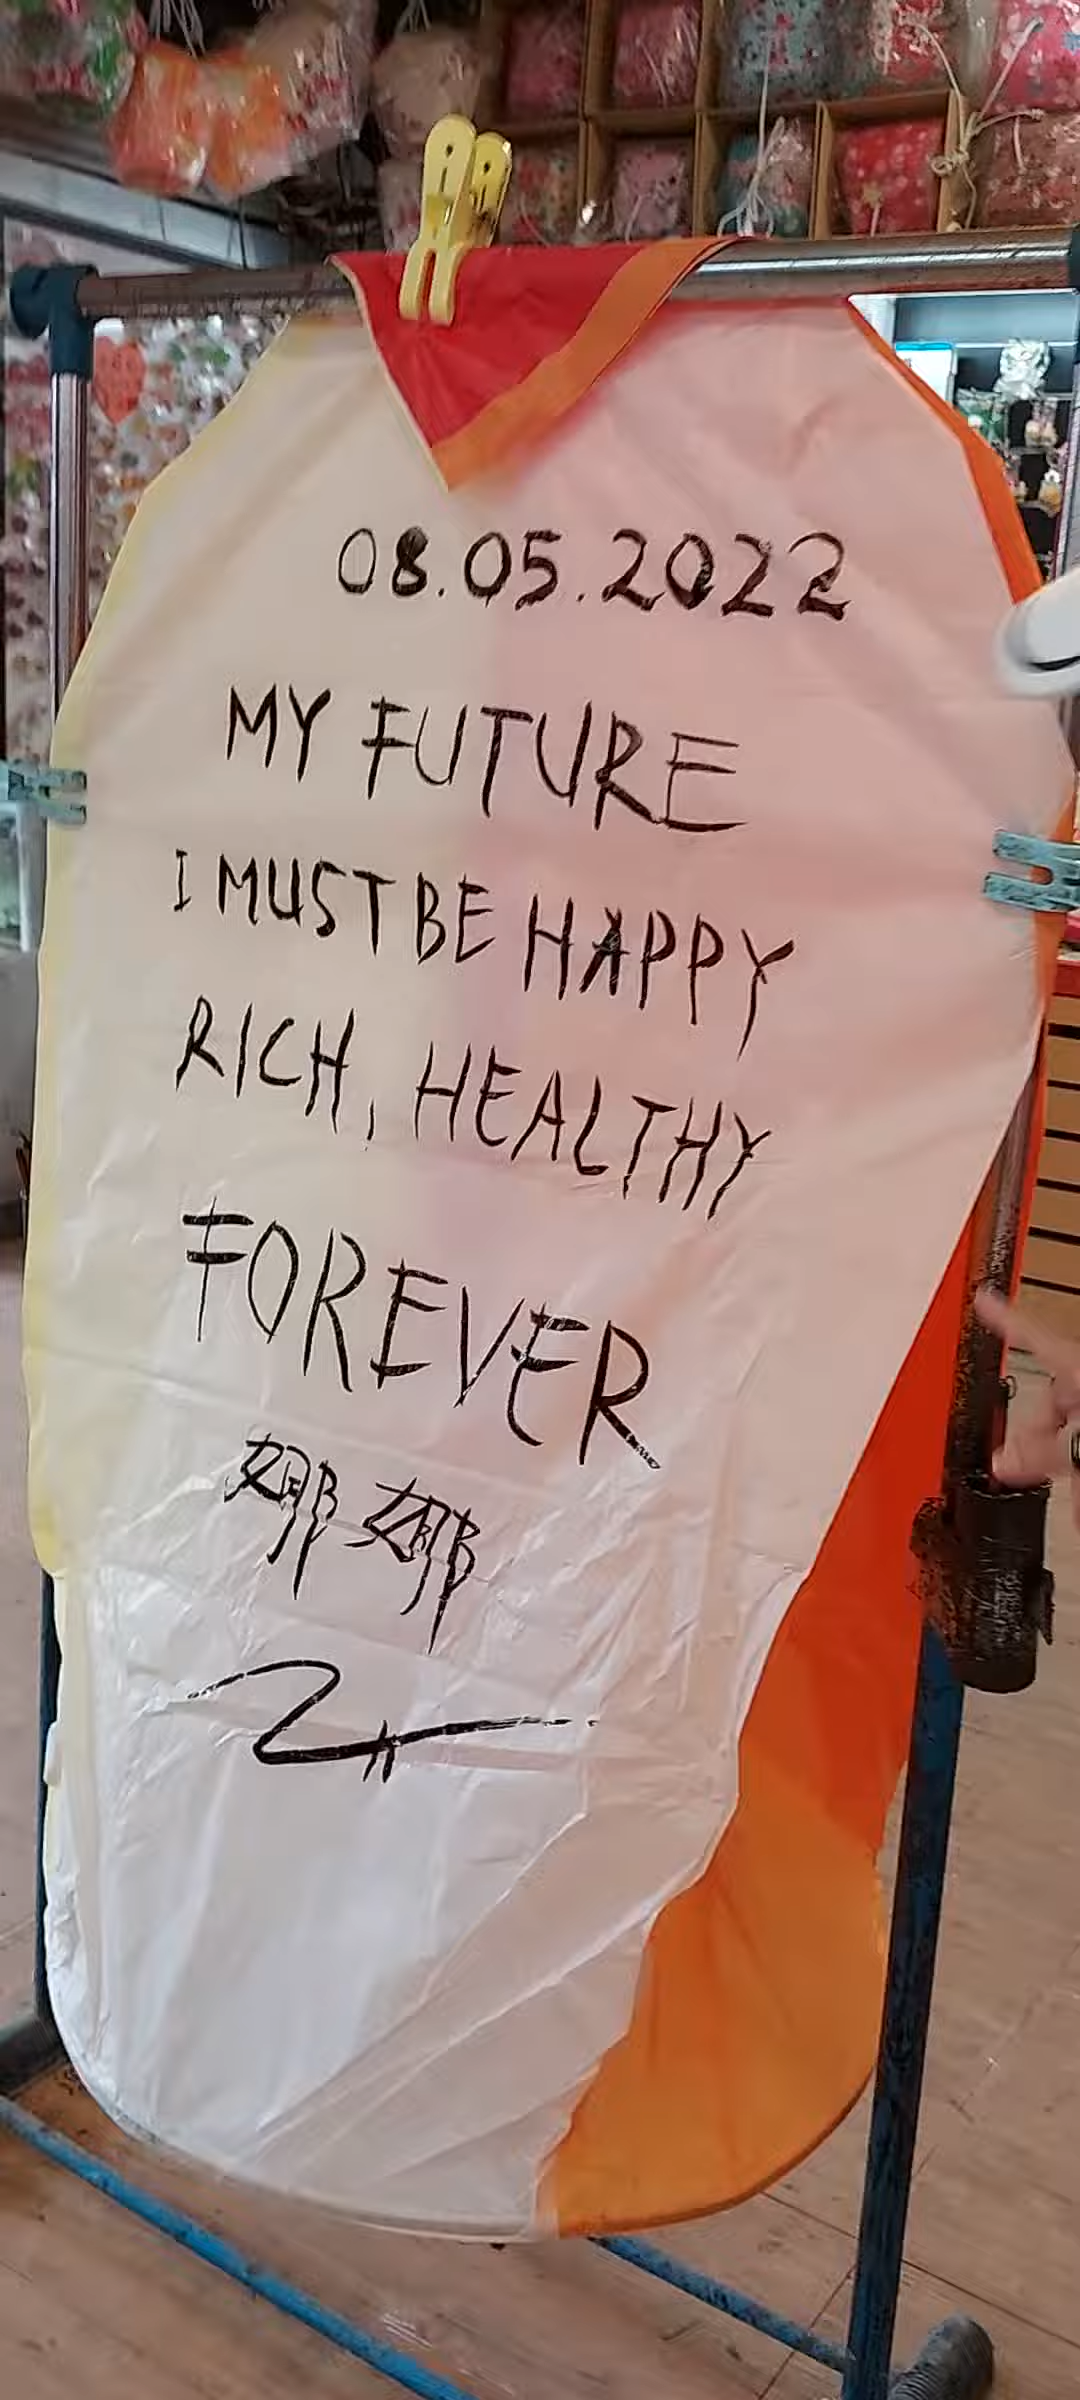 08.05.2022
MY FUTURE
I MUST BE HAPPY
RICH, HEALTHY
FOREVER
娜 娜